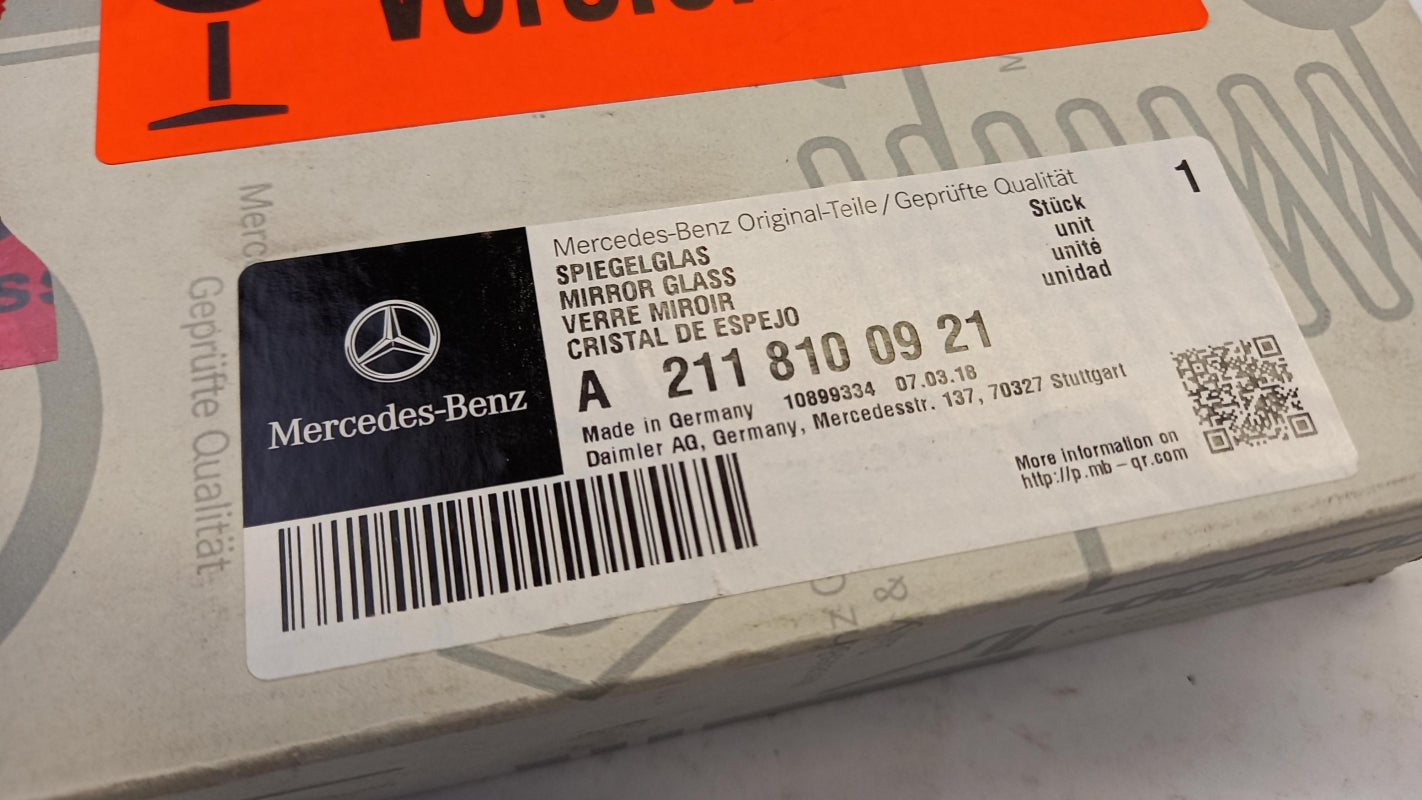 Merc
Geprüfte Qualität
Mercedes-Benz
Mercedes-Benz Original-Teile / Geprüfte Qualität
1
SPIEGELGLAS
MIRROR GLASS
VERRE MIROIR
CRISTAL DE ESPEJO
Stück
unit
unité
unidad
A 211 810 09 21
Made in Germany 10899334 07.03.18
Daimler AG, Germany, Mercedesstr. 137, 70327 Stuttgart
More information on
http://p.mb-qr.com